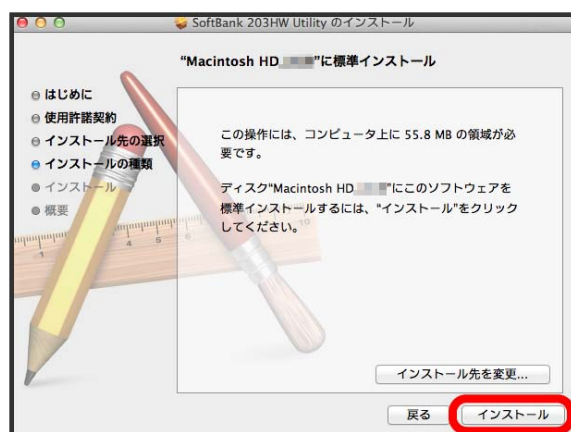 SoftBank 203HW Utility のインストール
“Macintosh HD ”に標準インストール
はじめに
使用許諾契約
インストール先の選択
インストールの種類
インストール
概要
この操作には、コンピュータ上に 55.8 MB の領域が必
要です。
ディスク“Macintosh HD ”にこのソフトウェアを
標準インストールするには、“インストール”をクリック
してください。
インストール先を変更...
戻る
インストール
1
4
5
6
10